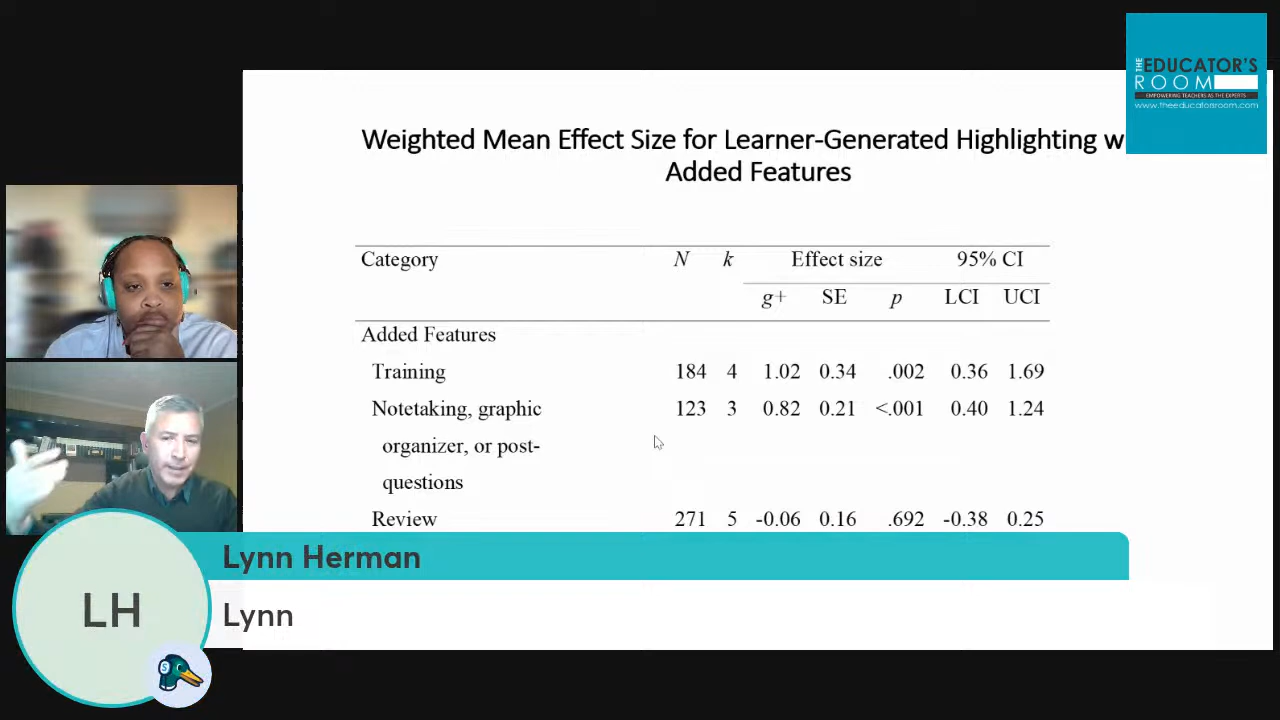 THE EDUCATOR'S
ROOM
EMPOWERING TEACHERS AS THE EXPERTS
www.theeducatorsroom.com
Weighted Mean Effect Size for Learner-Generated Highlighting w
Added Features
Category N k Effect size 95% CI
g+ SE p LCI UCI
Added Features
Training 184 4 1.02 0.34 .002 0.36 1.69
Notetaking, graphic 123 3 0.82 0.21 <.001 0.40 1.24
organizer, or post-
questions
Review 271 5 -0.06 0.16 .692 -0.38 0.25
Lynn Herman
LH
Lynn
S